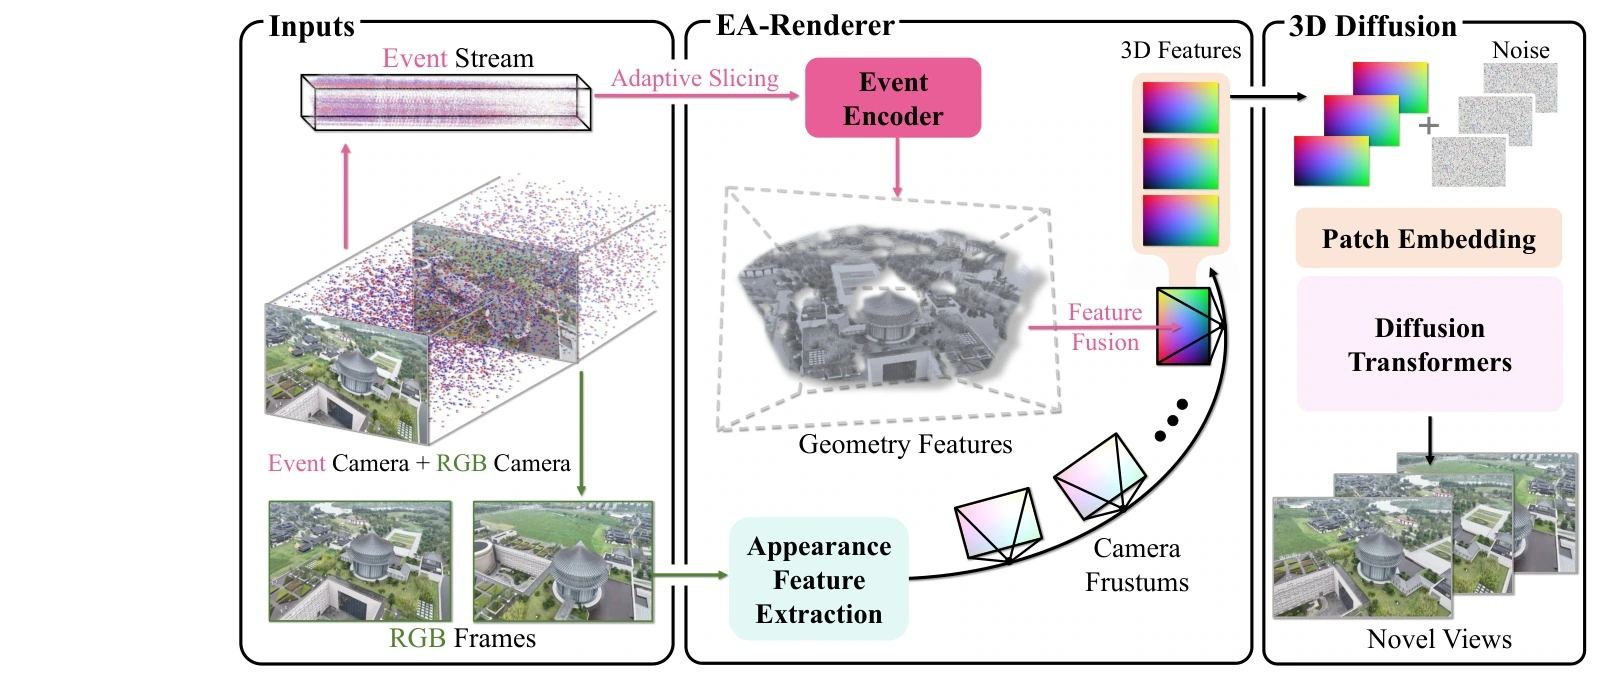 Inputs
Event Stream
Adaptive Slicing
Event Camera + RGB Camera
RGB Frames
EA-Renderer
Event
Encoder
3D Features
Feature
Fusion
Geometry Features
Appearance
Feature
Extraction
Camera
Frustums
3D Diffusion
Noise
+
Patch Embedding
Diffusion
Transformers
Novel Views